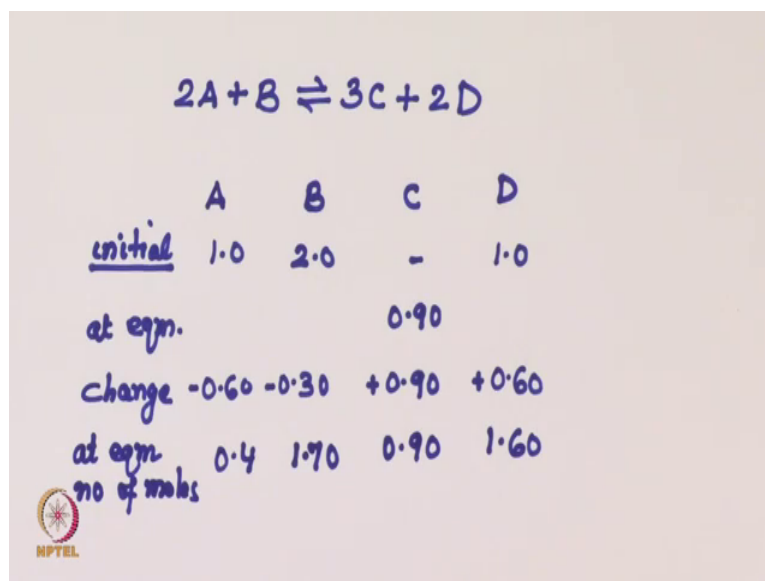 2A + B ⇌ 3C + 2D
A B C D
initial 1.0 2.0 - 1.0
at eqm. 0.90
change -0.60 -0.30 +0.90 +0.60
at eqm 0.4 1.70 0.90 1.60
no of moles
NPTEL